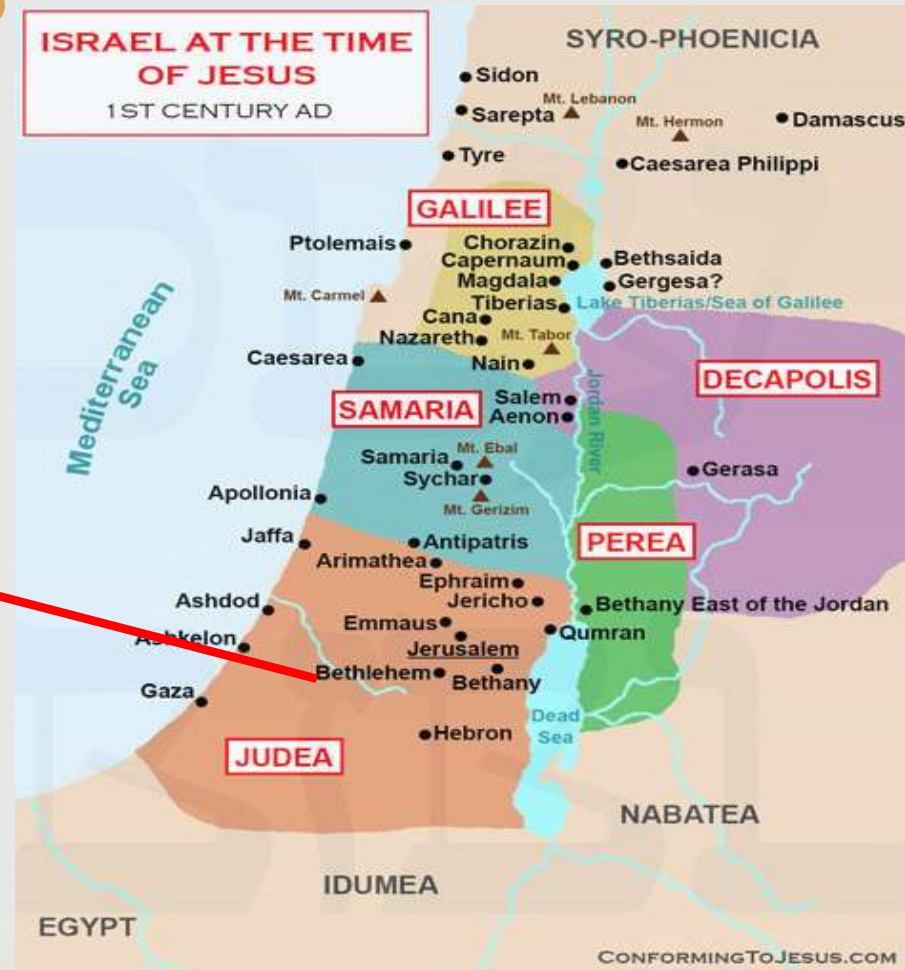 ISRAEL AT THE TIME
OF JESUS
1ST CENTURY AD
SYRO-PHOENICIA
Sidon
Mt. Lebanon
Sarepta
Mt. Hermon
Damascus
Tyre
Caesarea Philippi
GALILEE
Ptolemais
Chorazin
Capernaum
Bethsaida
Magdala
Gergesa?
Mt. Carmel
Tiberias
Lake Tiberias/Sea of Galilee
Cana
Nazareth
Mt. Tabor
Mediterranean
Sea
Caesarea
Nain
DECAPOLIS
Jordan River
Salem
SAMARIA
Aenon
Mt. Ebal
Samaria
Gerasa
Sychar
Apollonia
Mt. Gerizim
Jaffa
Antipatris
PEREA
Arimathea
Ephraim
Ashdod
Jericho
Bethany East of the Jordan
Emmaus
Qumran
Ashkelon
Jerusalem
Bethlehem
Bethany
Gaza
Dead
Sea
Hebron
JUDEA
NABATEA
IDUMEA
EGYPT
CONFORMINGTOJESUS.COM